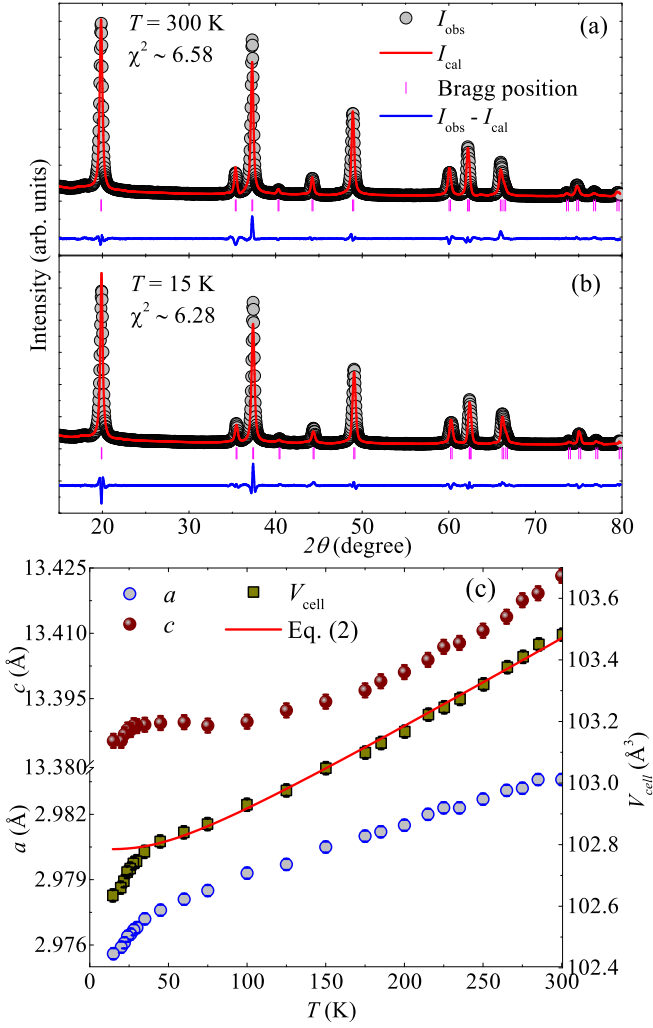 (a)
T = 300 K
χ² ~ 6.58
I_obs
I_cal
Bragg position
I_obs - I_cal
Intensity (arb. units)
(b)
T = 15 K
χ² ~ 6.28
20 30 40 50 60 70 80
2θ (degree)
(c)
a
c
V_cell
Eq. (2)
13.425
13.410
13.395
13.380
c (Å)
2.982
2.979
2.976
a (Å)
103.6
103.4
103.2
103.0
102.8
102.6
102.4
V_cell (Å³)
0 50 100 150 200 250 300
T (K)